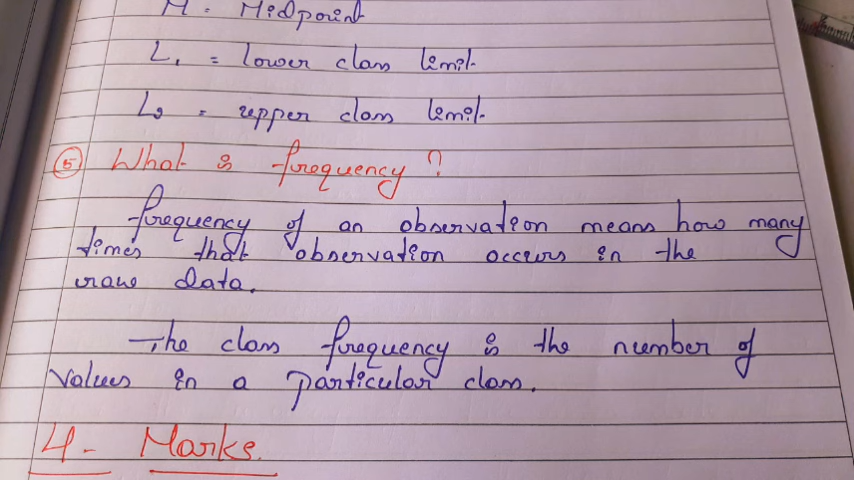 M = Midpoint
L₁ = lower class limit
L₂ = upper class limit
⑤ What is frequency?
frequency of an observation means how many
times that observation occurs in the
raw data.
The class frequency is the number of
values in a particular class.
4- Marks.